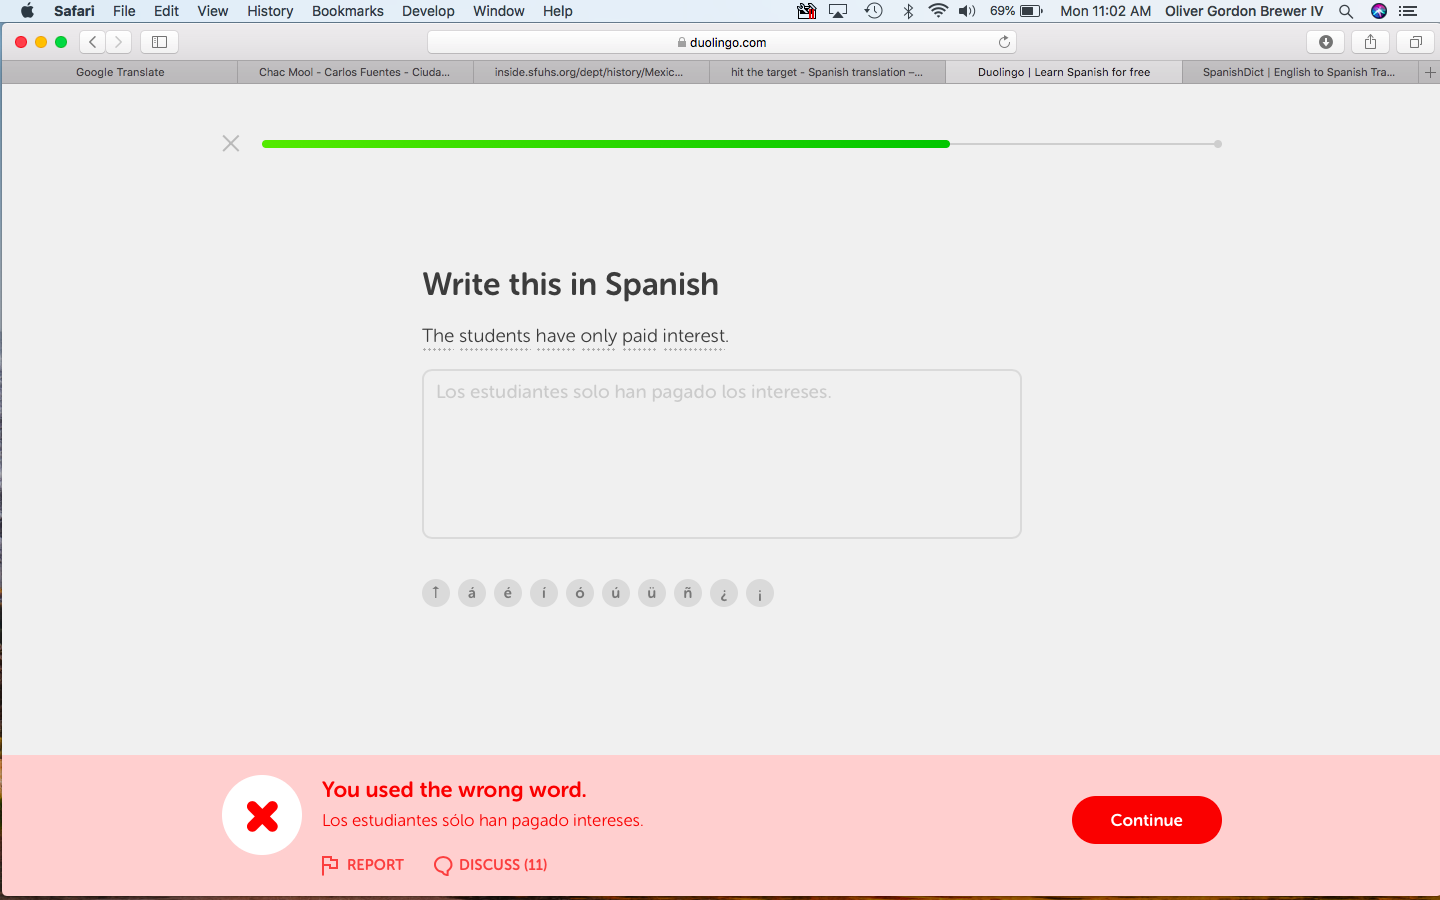 Safari File Edit View History Bookmarks Develop Window Help 69% Mon 11:02 AM Oliver Gordon Brewer IV
duolingo.com
Google Translate Chac Mool - Carlos Fuentes - Ciuda... inside.sfuhs.org/dept/history/Mexic... hit the target - Spanish translation –... Duolingo | Learn Spanish for free SpanishDict | English to Spanish Tra...
Write this in Spanish
The students have only paid interest.
Los estudiantes solo han pagado los intereses.
↑ á é í ó ú ü ñ ¿ ¡
You used the wrong word.
Los estudiantes sólo han pagado intereses.
Continue
REPORT DISCUSS (11)